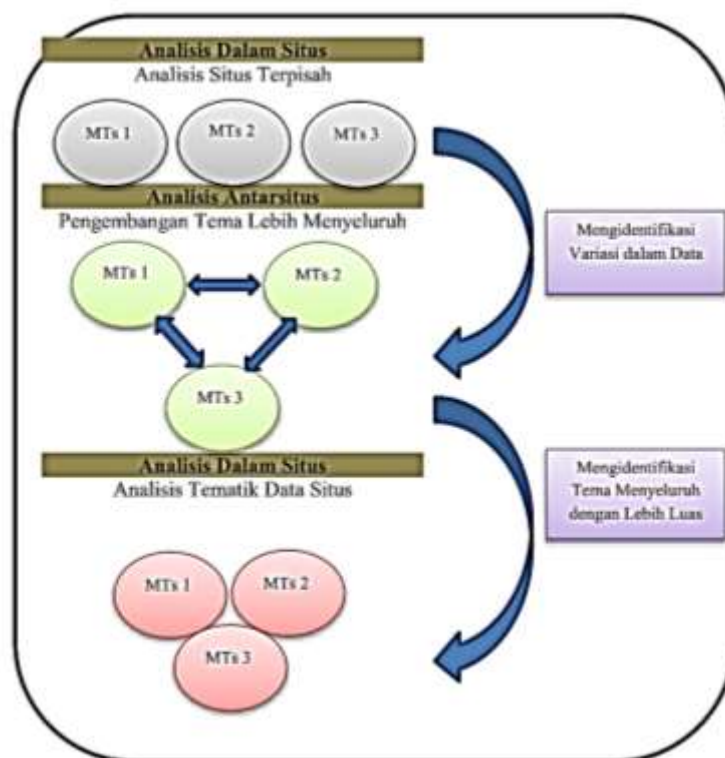 Analisis Dalam Situs
Analisis Situs Terpisah
MTs 1
MTs 2
MTs 3
Analisis Antarsitus
Pengembangan Tema Lebih Menyeluruh
MTs 1
MTs 2
MTs 3
Mengidentifikasi
Variasi dalam Data
Analisis Dalam Situs
Analisis Tematik Data Situs
MTs 1
MTs 2
MTs 3
Mengidentifikasi
Tema Menyeluruh
dengan Lebih Luas